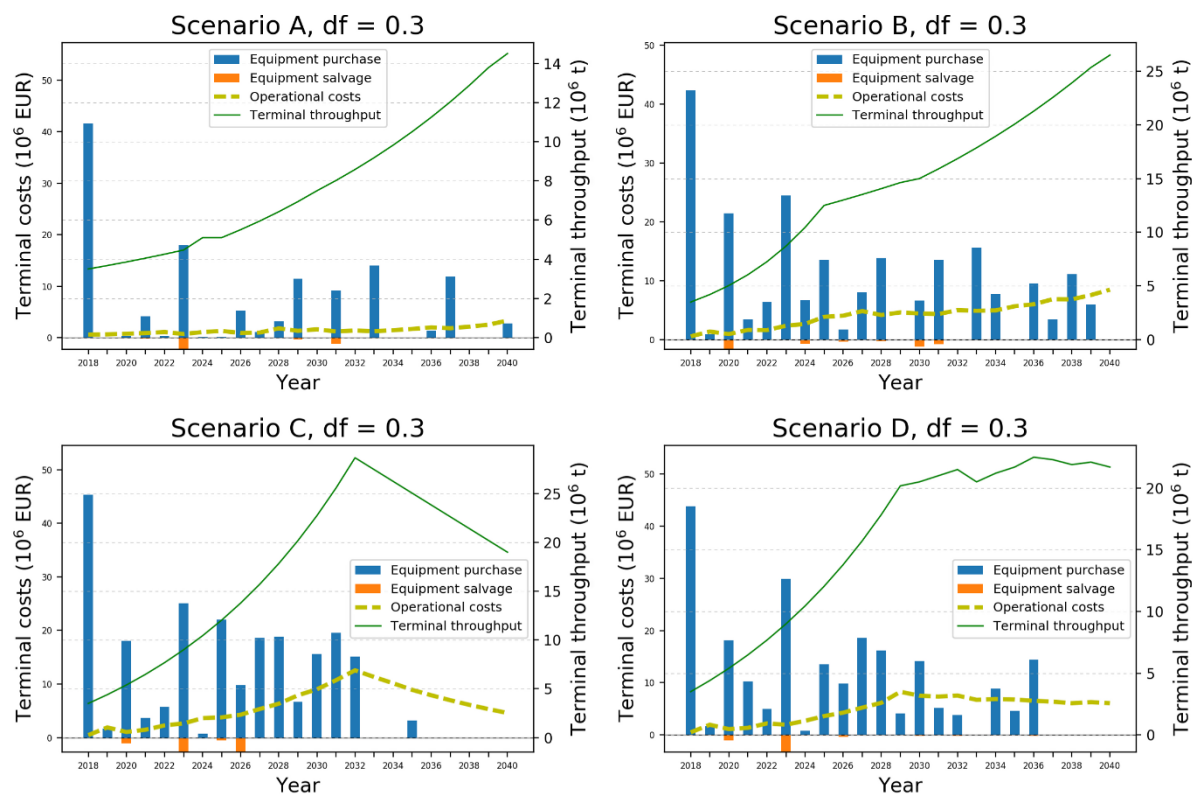 Scenario A, df = 0.3
Terminal costs (10⁶ EUR)
50
40
30
20
10
0
Equipment purchase
Equipment salvage
Operational costs
Terminal throughput
14
12
10
8
6
4
2
0
Terminal throughput (10⁶ t)
2018 2020 2022 2024 2026 2028 2030 2032 2034 2036 2038 2040
Year
Scenario B, df = 0.3
Terminal costs (10⁶ EUR)
50
40
30
20
10
0
Equipment purchase
Equipment salvage
Operational costs
Terminal throughput
25
20
15
10
5
0
Terminal throughput (10⁶ t)
2018 2020 2022 2024 2026 2028 2030 2032 2034 2036 2038 2040
Year
Scenario C, df = 0.3
Terminal costs (10⁶ EUR)
50
40
30
20
10
0
Equipment purchase
Equipment salvage
Operational costs
Terminal throughput
25
20
15
10
5
0
Terminal throughput (10⁶ t)
2018 2020 2022 2024 2026 2028 2030 2032 2034 2036 2038 2040
Year
Scenario D, df = 0.3
Terminal costs (10⁶ EUR)
50
40
30
20
10
0
Equipment purchase
Equipment salvage
Operational costs
Terminal throughput
20
15
10
5
0
Terminal throughput (10⁶ t)
2018 2020 2022 2024 2026 2028 2030 2032 2034 2036 2038 2040
Year